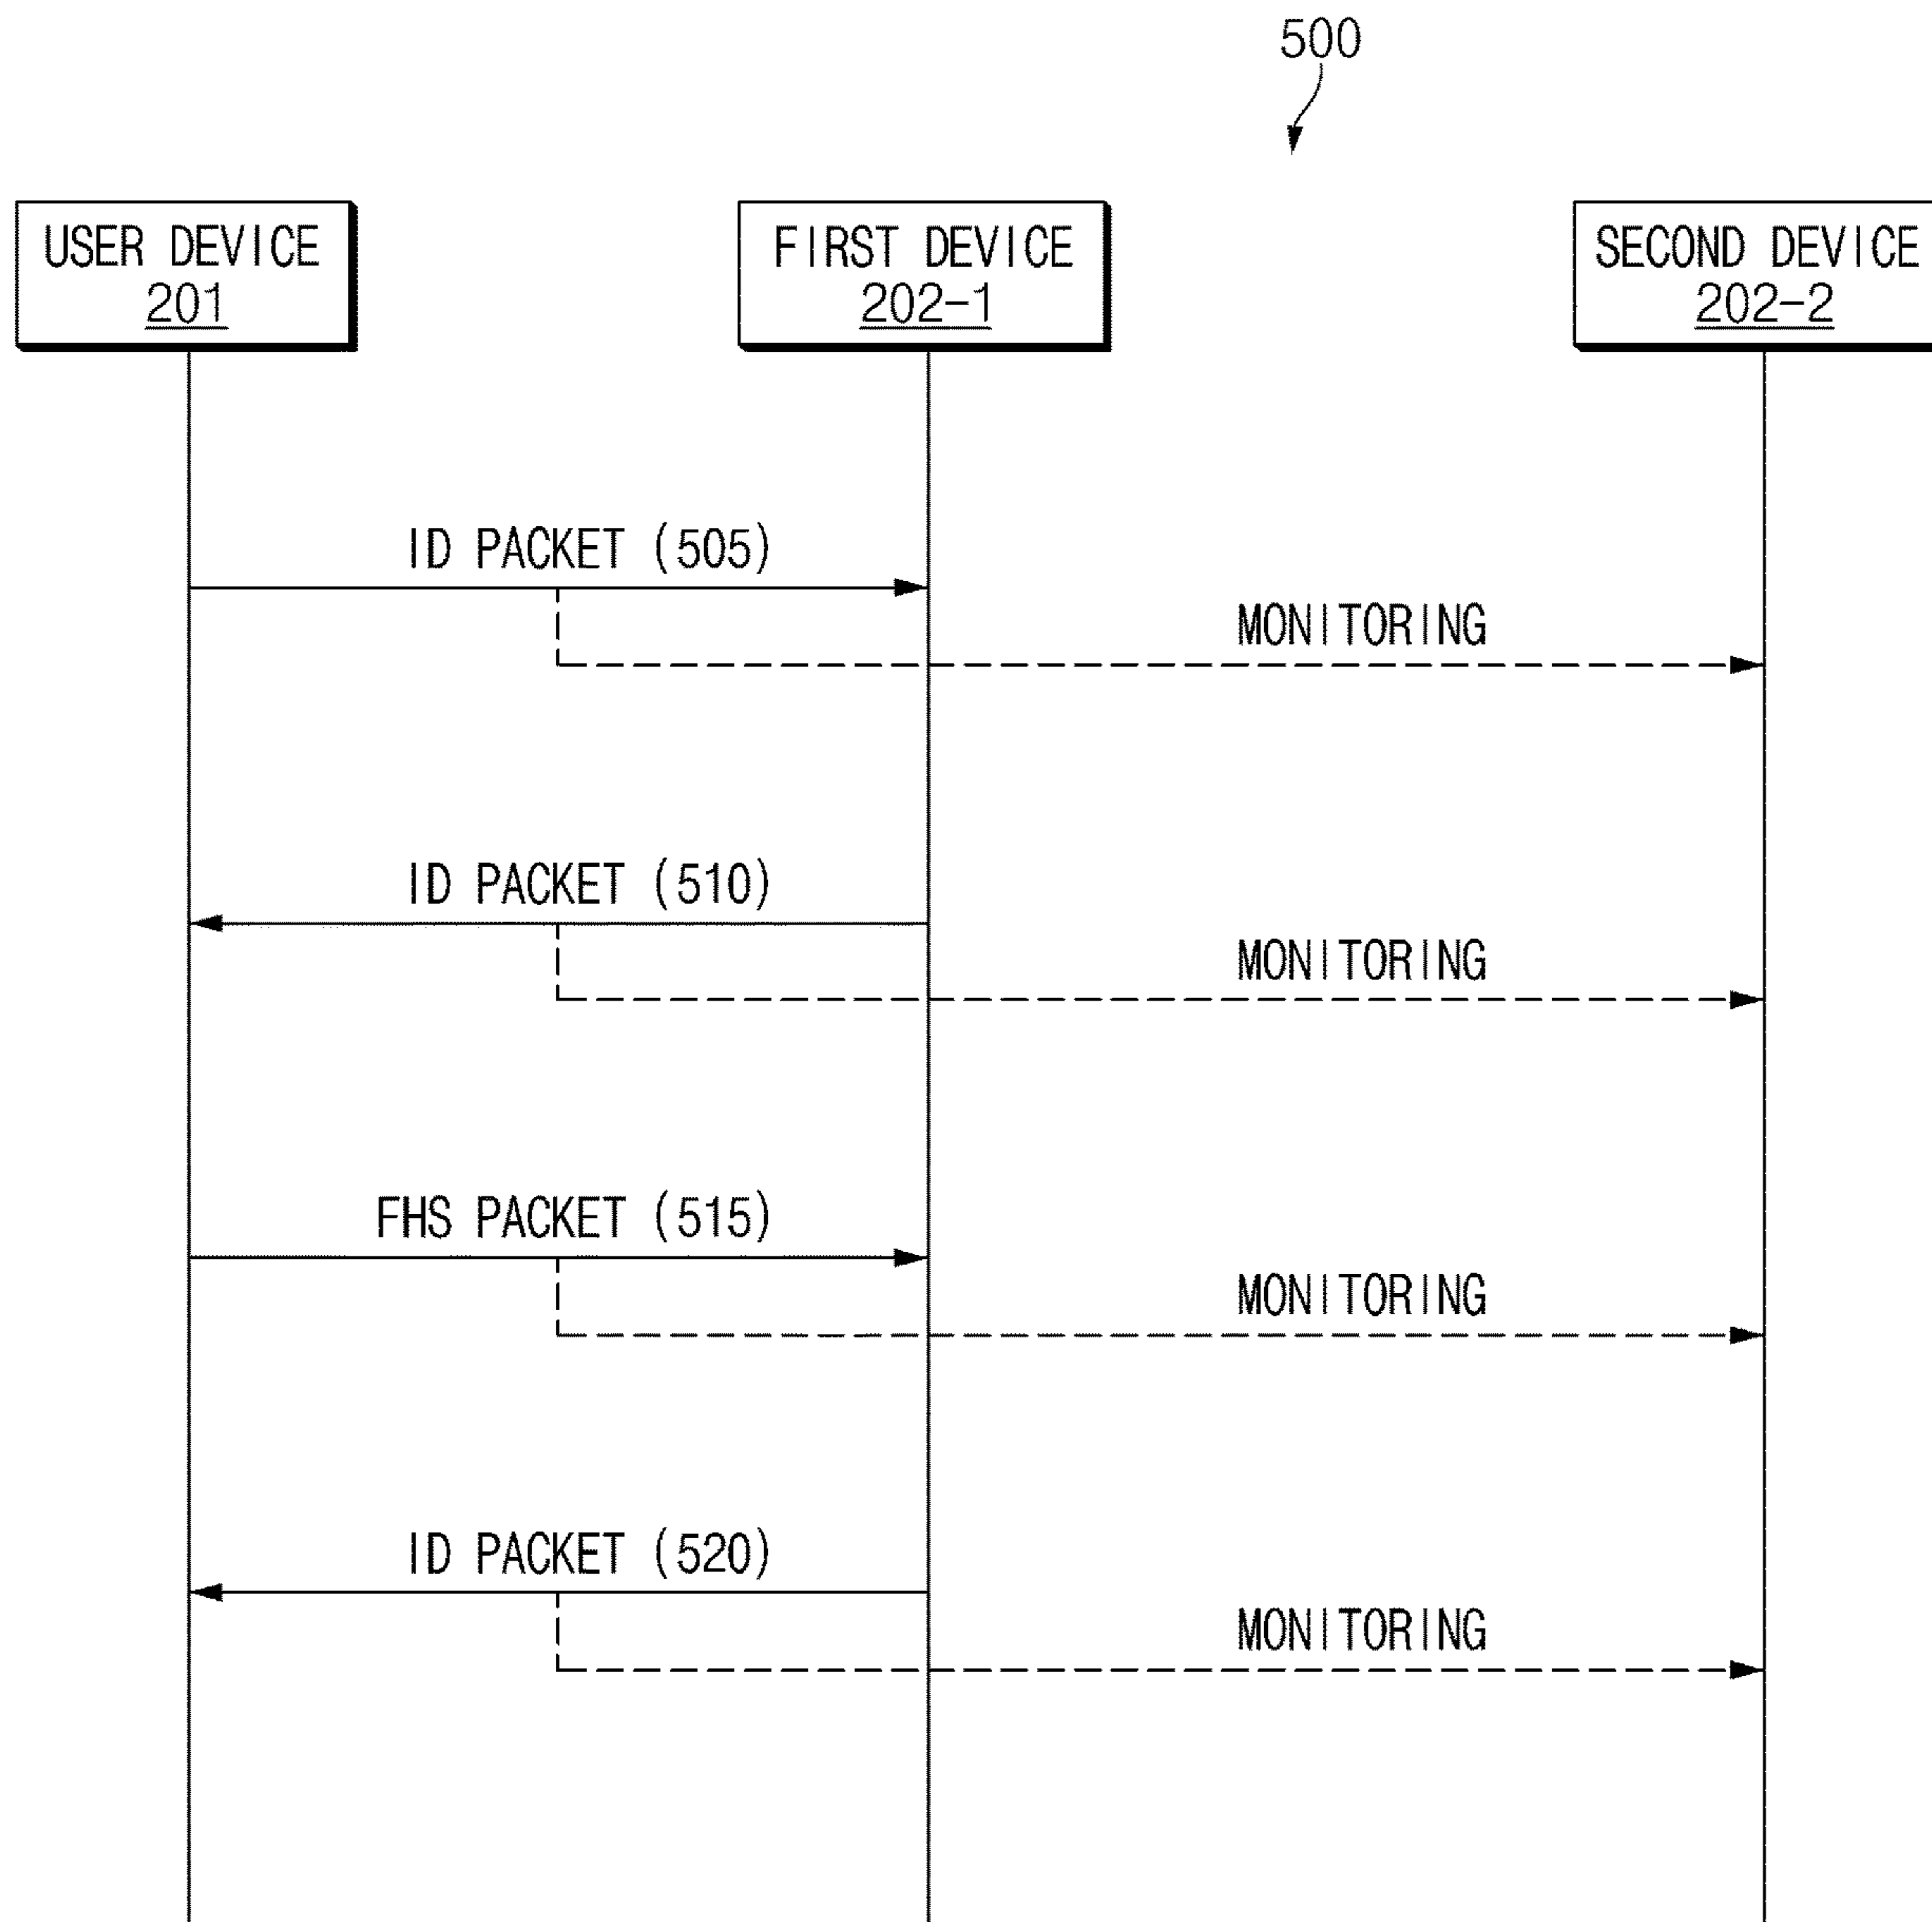 500
USER DEVICE
201
FIRST DEVICE
202-1
SECOND DEVICE
202-2
ID PACKET (505)
MONITORING
ID PACKET (510)
MONITORING
FHS PACKET (515)
MONITORING
ID PACKET (520)
MONITORING